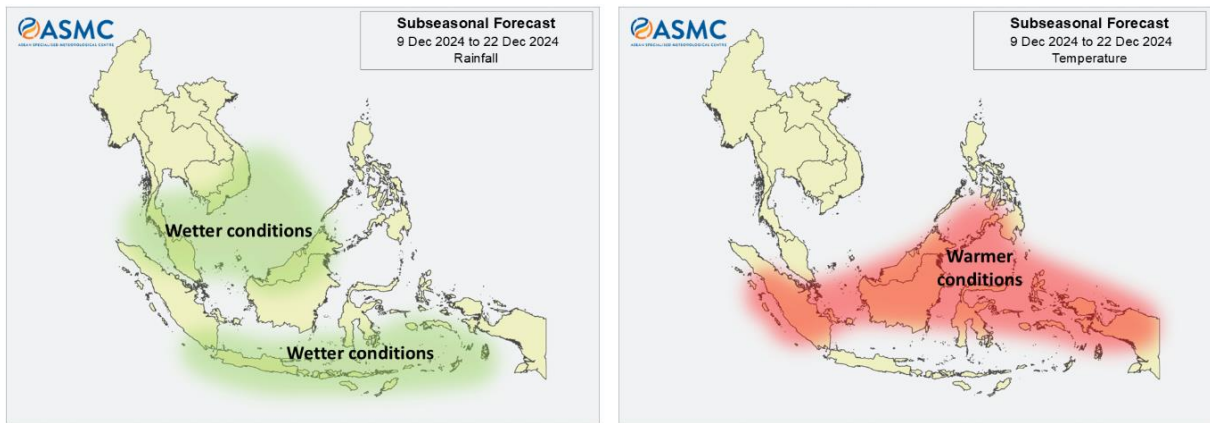 ASMC
ASEAN SPECIALISED METEOROLOGICAL CENTRE
Subseasonal Forecast
9 Dec 2024 to 22 Dec 2024
Rainfall
Wetter conditions
Wetter conditions
ASMC
ASEAN SPECIALISED METEOROLOGICAL CENTRE
Subseasonal Forecast
9 Dec 2024 to 22 Dec 2024
Temperature
Warmer
conditions